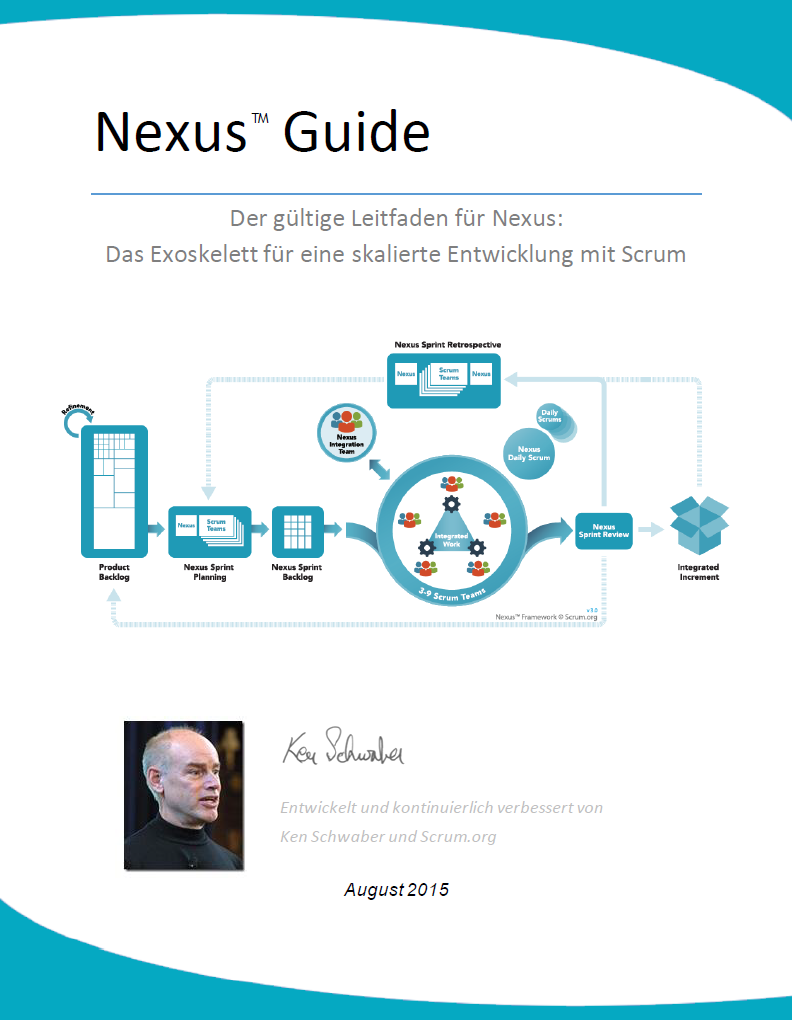 Nexus™ Guide
Der gültige Leitfaden für Nexus:
Das Exoskelett für eine skalierte Entwicklung mit Scrum
Nexus Sprint Retrospective
Nexus
Scrum
Teams
Nexus
Refinement
Nexus
Integration
Team
Daily
Scrums
Nexus
Daily Scrum
Nexus
Scrum
Teams
Integrated
Work
Nexus
Sprint Review
Product
Backlog
Nexus Sprint
Planning
Nexus Sprint
Backlog
3-9 Scrum Teams
Integrated
Increment
Nexus™ Framework © Scrum.org
Ken Schwaber
Entwickelt und kontinuierlich verbessert von
Ken Schwaber und Scrum.org
August 2015